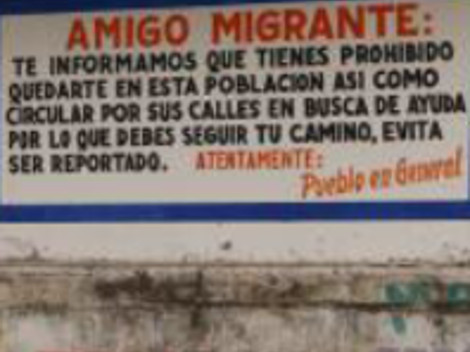 AMIGO MIGRANTE:
TE INFORMAMOS QUE TIENES PROHIBIDO
QUEDARTE EN ESTA POBLACION ASI COMO
CIRCULAR POR SUS CALLES EN BUSCA DE AYUDA
POR LO QUE DEBES SEGUIR TU CAMINO, EVITA
SER REPORTADO. ATENTAMENTE:
Pueblo en General